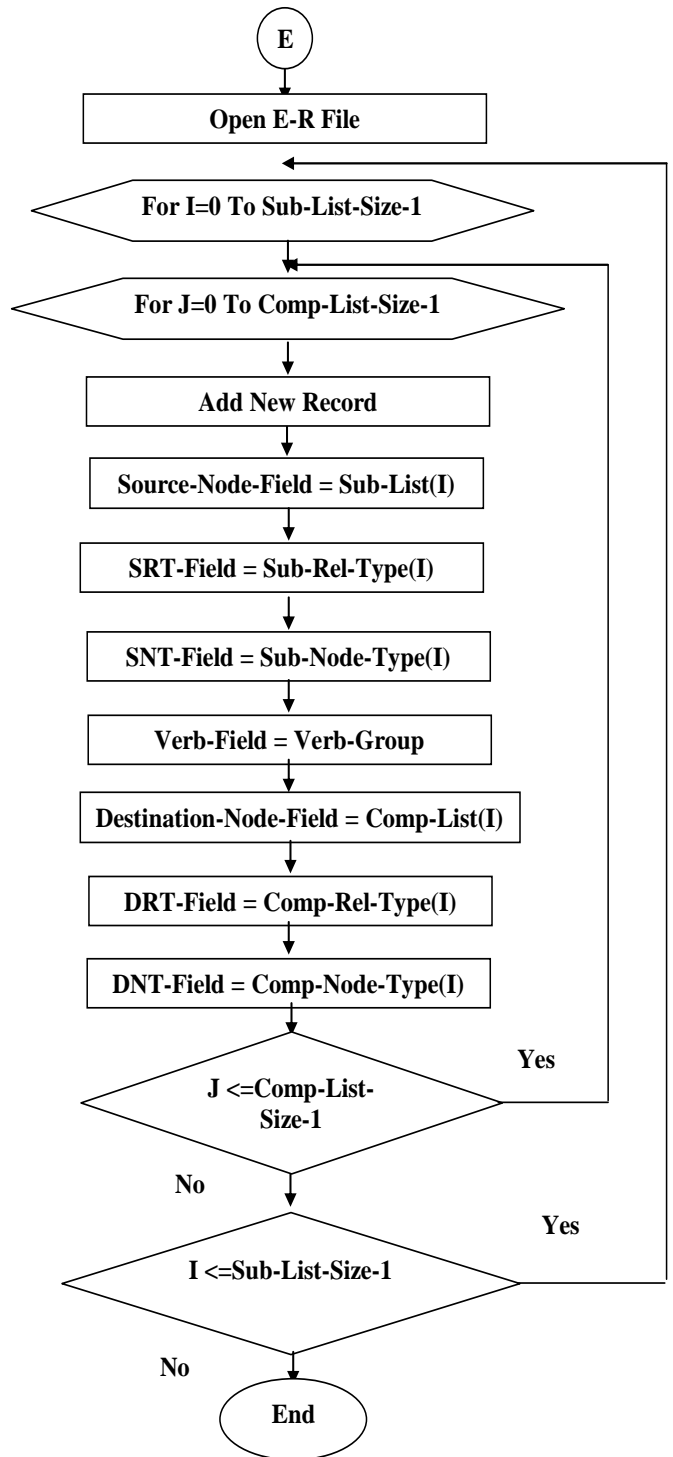 E
Open E-R File
For I=0 To Sub-List-Size-1
For J=0 To Comp-List-Size-1
Add New Record
Source-Node-Field = Sub-List(I)
SRT-Field = Sub-Rel-Type(I)
SNT-Field = Sub-Node-Type(I)
Verb-Field = Verb-Group
Destination-Node-Field = Comp-List(I)
DRT-Field = Comp-Rel-Type(I)
DNT-Field = Comp-Node-Type(I)
Yes
J <=Comp-List-
Size-1
No
Yes
I <=Sub-List-Size-1
No
End